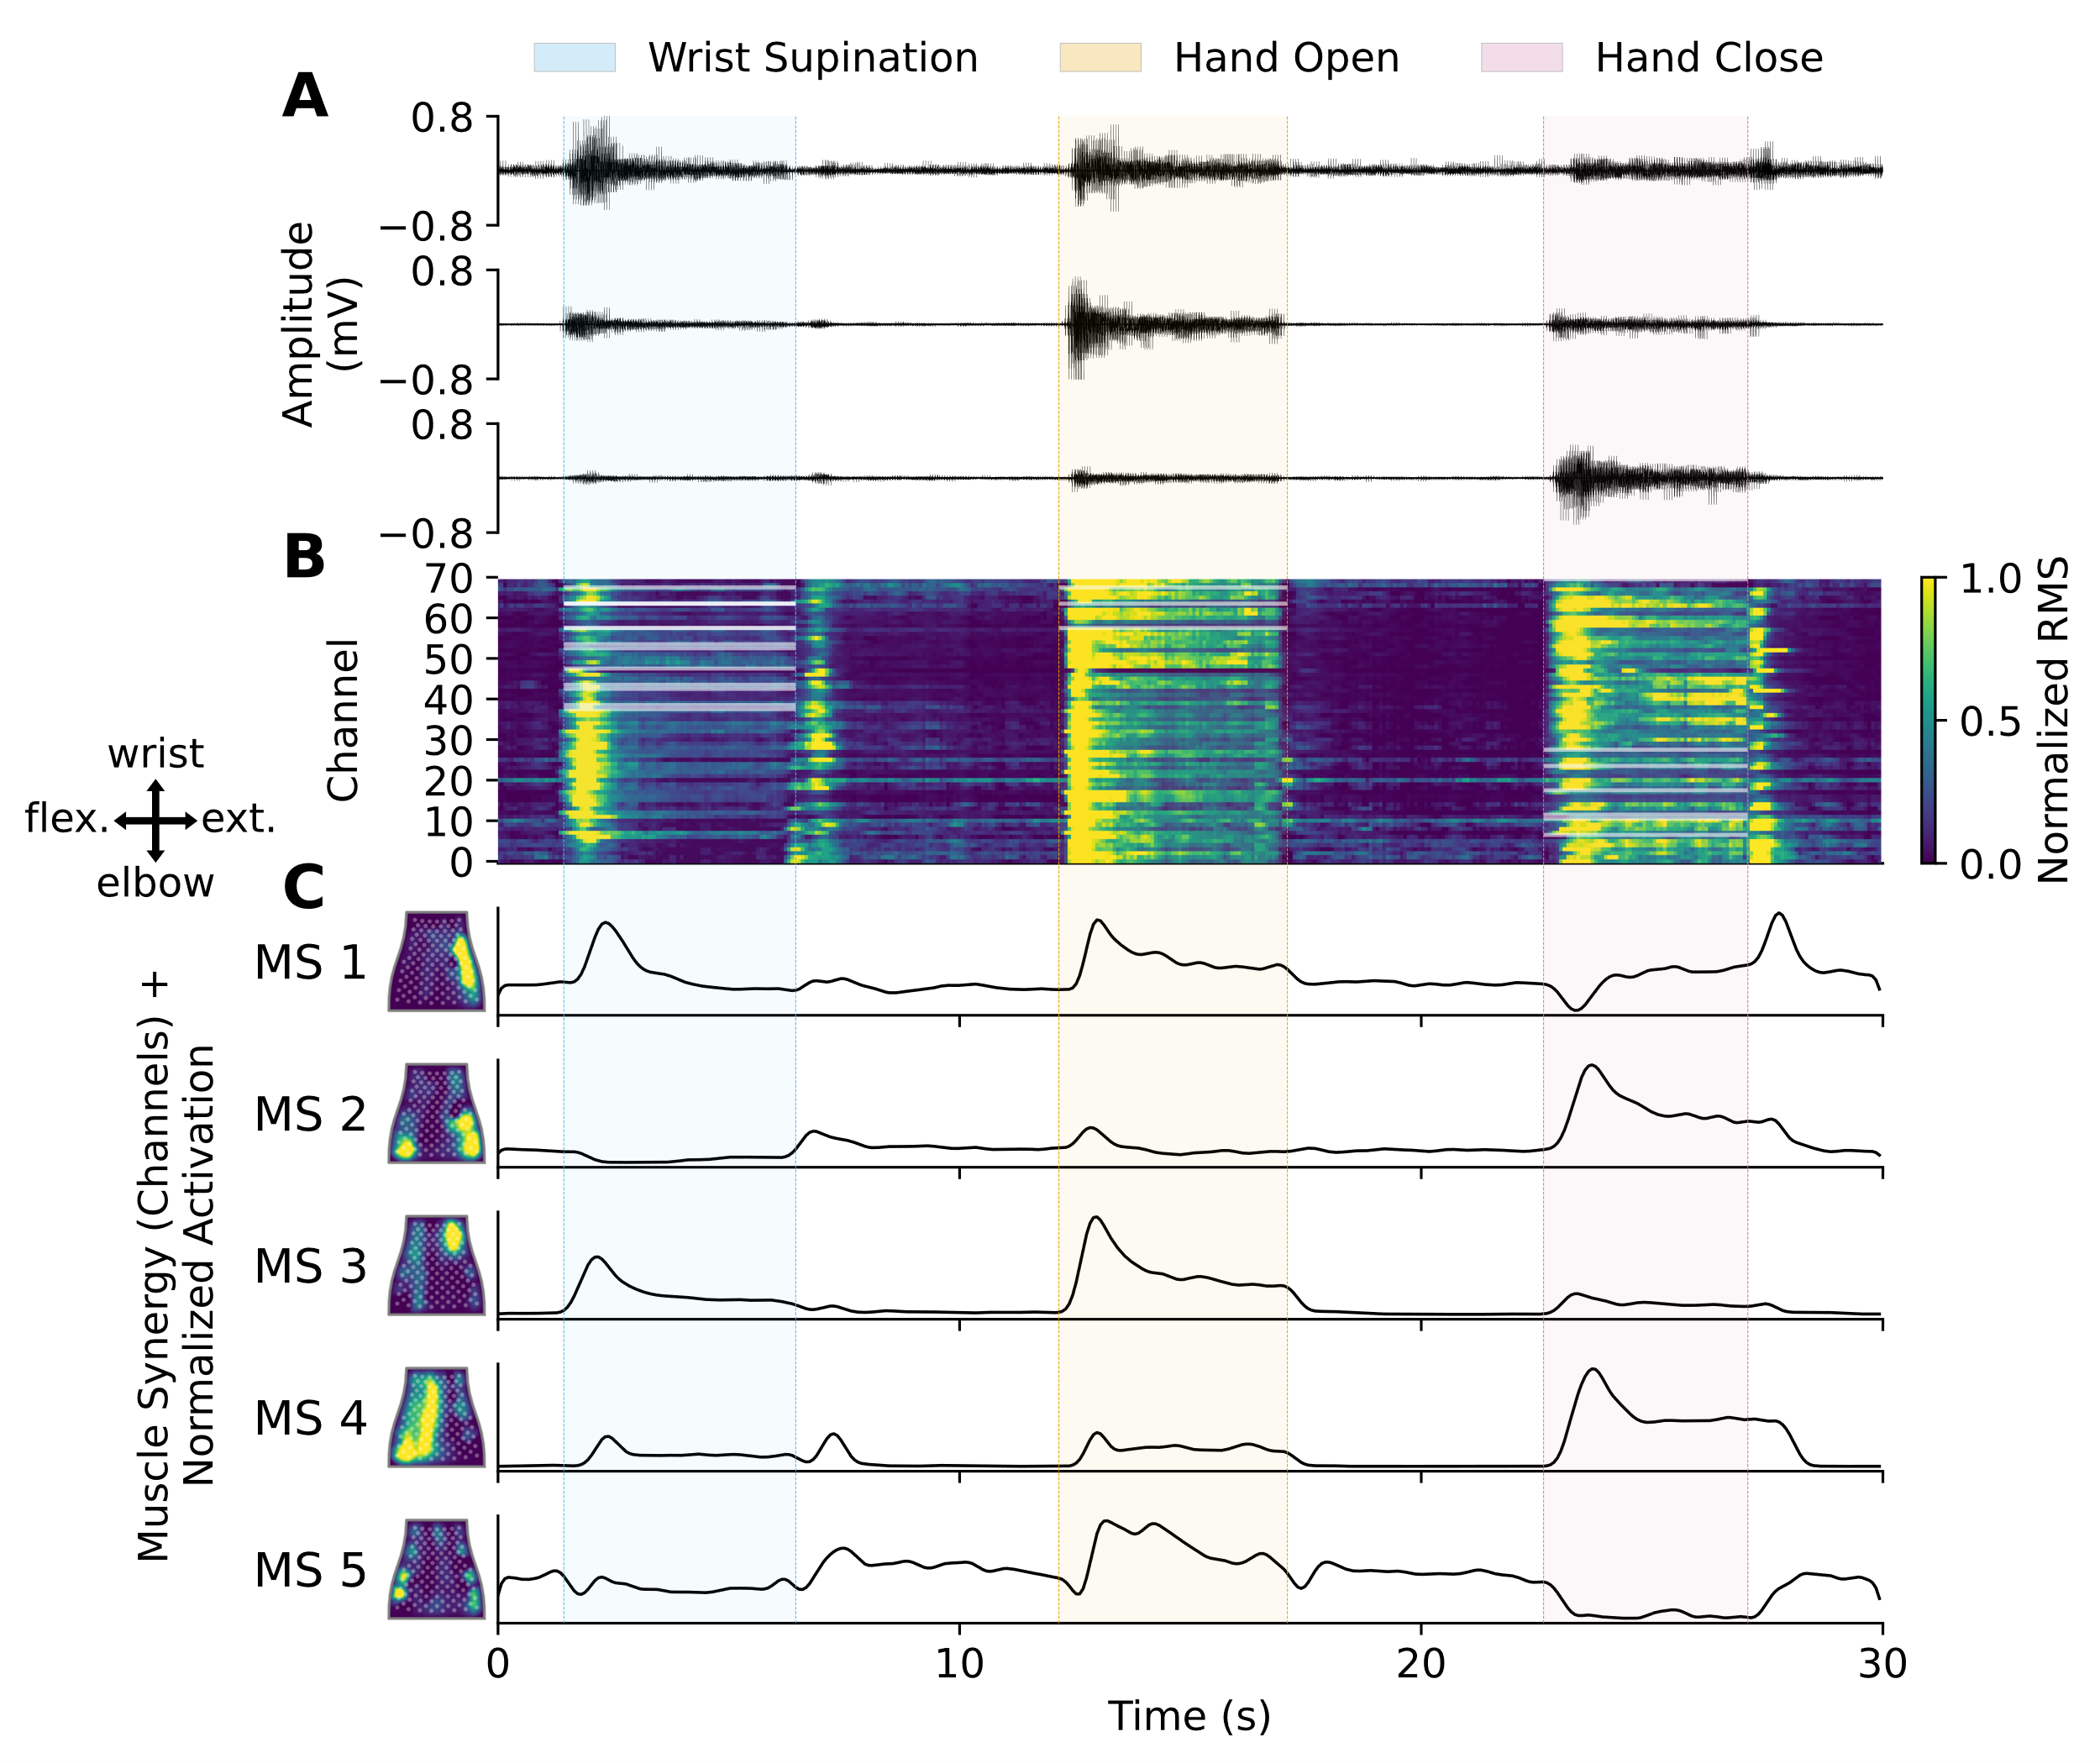 Wrist Supination Hand Open Hand Close
A
0.8
−0.8
0.8
−0.8
0.8
−0.8
Amplitude
(mV)
B
70
60
50
40
30
20
10
0
Channel
1.0
0.5
0.0
Normalized RMS
wrist
flex. ext.
elbow
C
MS 1
MS 2
MS 3
MS 4
MS 5
Muscle Synergy (Channels) +
Normalized Activation
0 10 20 30
Time (s)